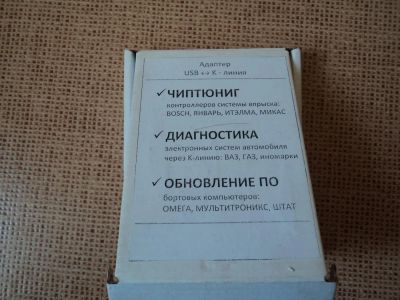 Адаптер
USB ↔ K - линия
✓ ЧИПТЮНИГ
контроллеров системы впрыска:
BOSCH, ЯНВАРЬ, ИТЭЛМА, МИКАС
✓ ДИАГНОСТИКА
электронных систем автомобиля
через К-линию: ВАЗ, ГАЗ, иномарки
✓ ОБНОВЛЕНИЕ ПО
бортовых компьютеров:
ОМЕГА, МУЛЬТИТРОНИКС, ШТАТ